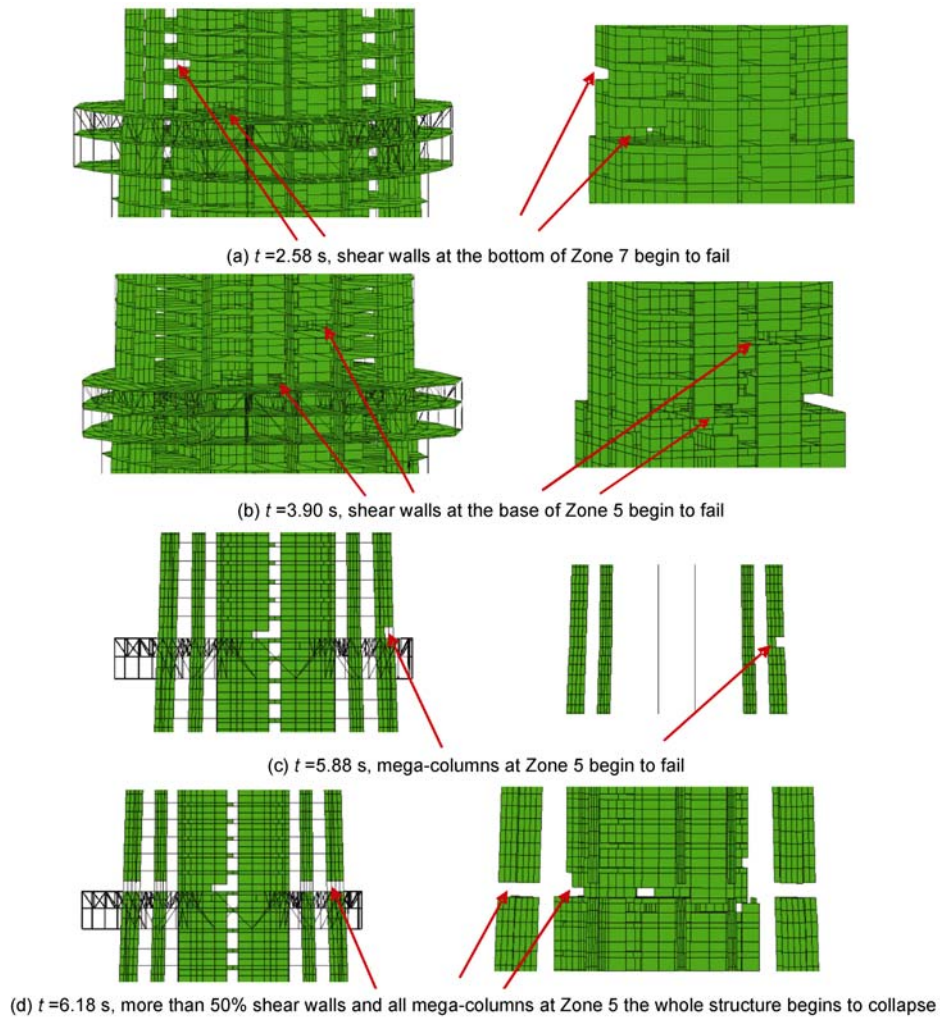 (a) t =2.58 s, shear walls at the bottom of Zone 7 begin to fail
(b) t =3.90 s, shear walls at the base of Zone 5 begin to fail
(c) t =5.88 s, mega-columns at Zone 5 begin to fail
(d) t =6.18 s, more than 50% shear walls and all mega-columns at Zone 5 the whole structure begins to collapse